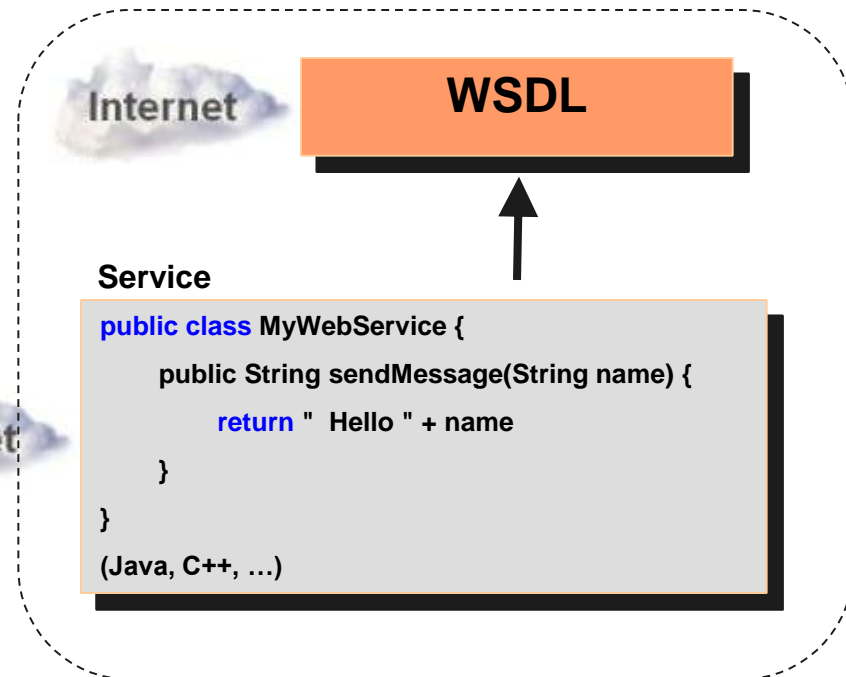 Internet
WSDL
Service
public class MyWebService {
public String sendMessage(String name) {
return "  Hello " + name
}
}
(Java, C++, …)